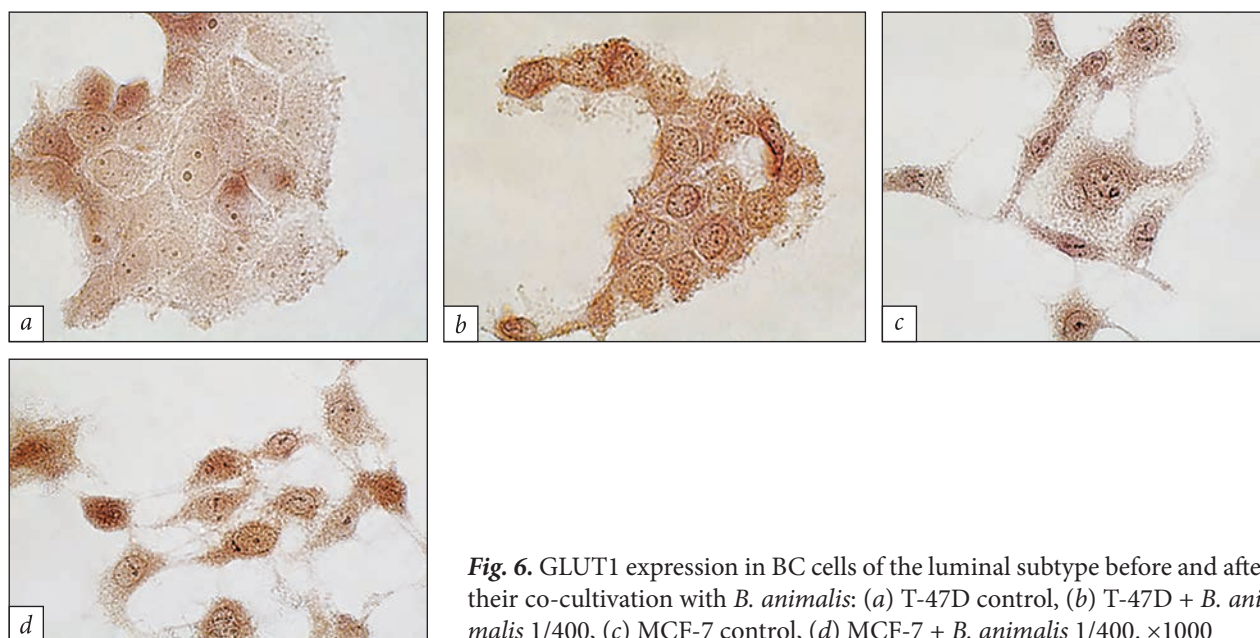 a
b
c
d
Fig. 6. GLUT1 expression in BC cells of the luminal subtype before and afte
their co-cultivation with B. animalis: (a) T-47D control, (b) T-47D + B. ani
malis 1/400, (c) MCF-7 control, (d) MCF-7 + B. animalis 1/400. ×1000